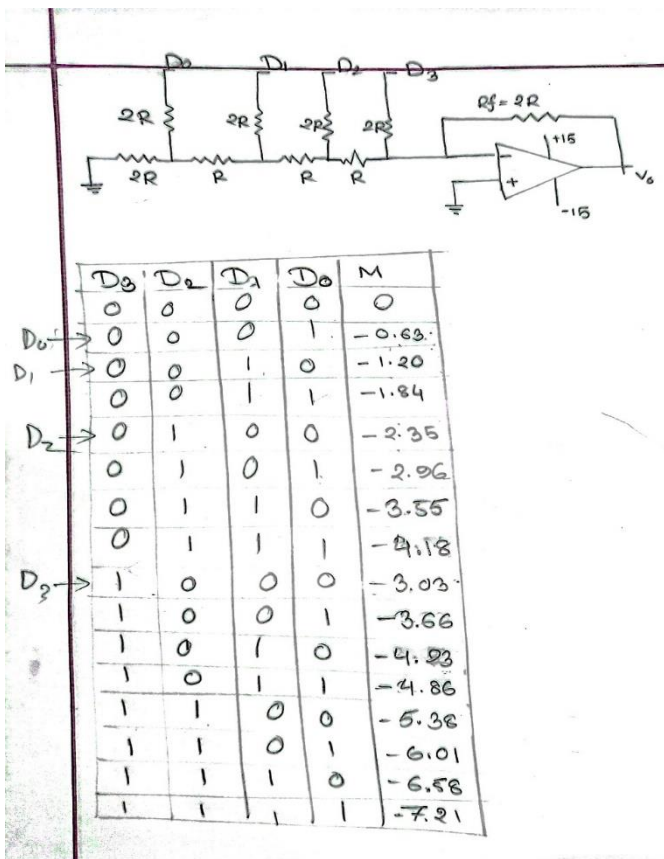 D0 D1 D2 D3
Rf = 2R
2R 2R 2R 2R
+15
-
2R R R R
+
V0
-15
D3 D2 D1 D0 M
0 0 0 0 0
D0 → 0 0 0 1 -0.63
D1 → 0 0 1 0 -1.20
0 0 1 1 -1.84
D2 → 0 1 0 0 -2.35
0 1 0 1 -2.96
0 1 1 0 -3.55
0 1 1 1 -4.18
D3 → 1 0 0 0 -3.03
1 0 0 1 -3.66
1 0 1 0 -4.23
1 0 1 1 -4.86
1 1 0 0 -5.38
1 1 0 1 -6.01
1 1 1 0 -6.58
1 1 1 1 -7.21